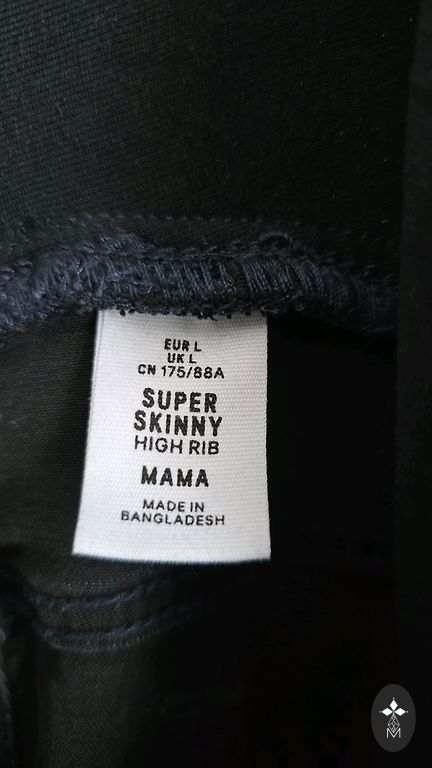 EUR L
UK L
CN 175/88A
SUPER
SKINNY
HIGH RIB
MAMA
MADE IN
BANGLADESH
M